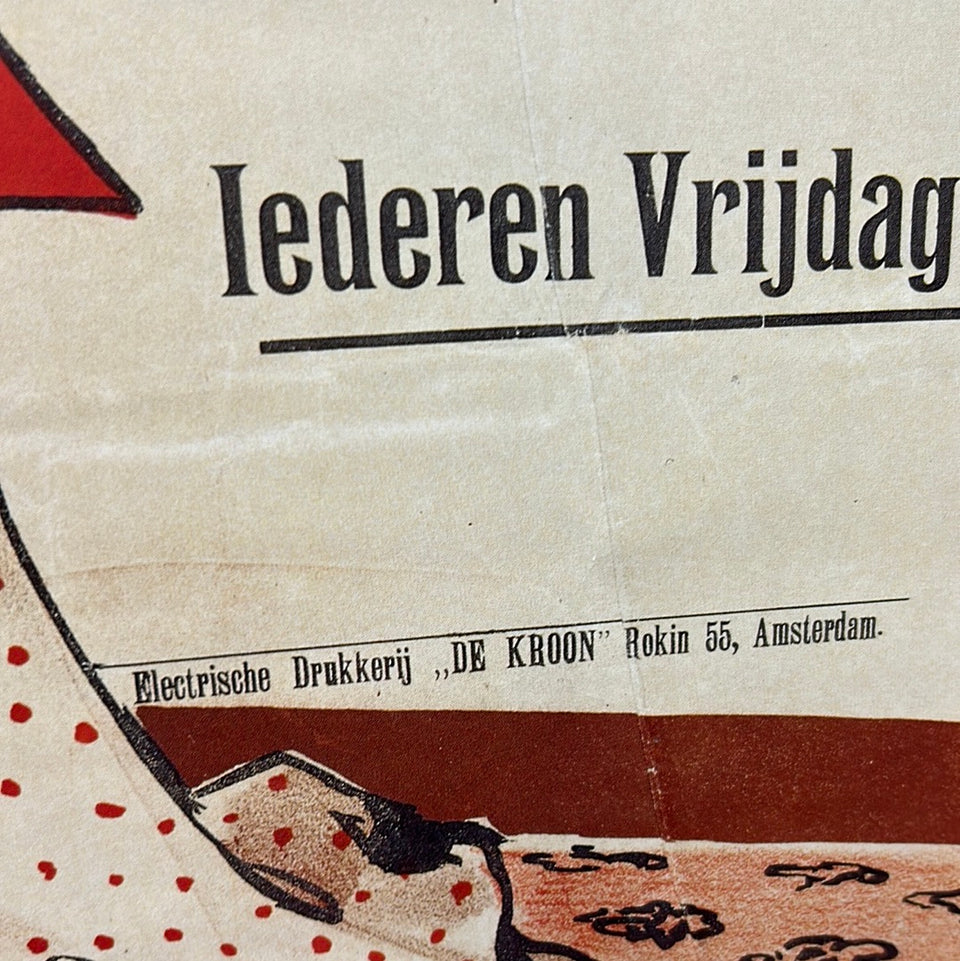 Iederen Vrijdag
Electrische Drukkerij „DE KROON” Rokin 55, Amsterdam.